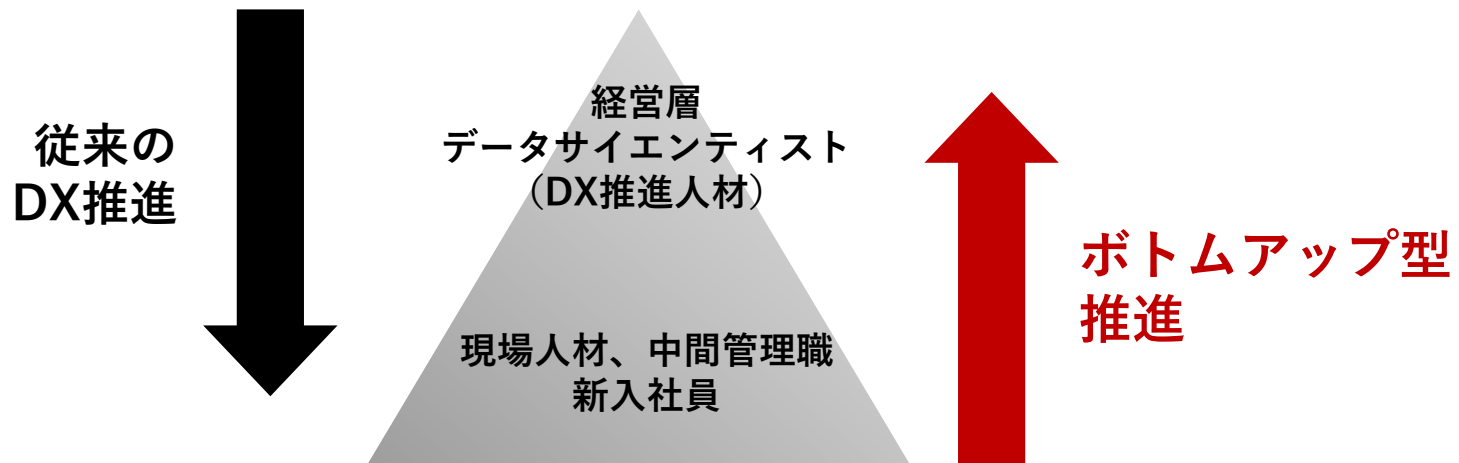 従来の
DX推進
経営層
データサイエンティスト
（DX推進人材）
現場人材、中間管理職
新入社員
ボトムアップ型
推進